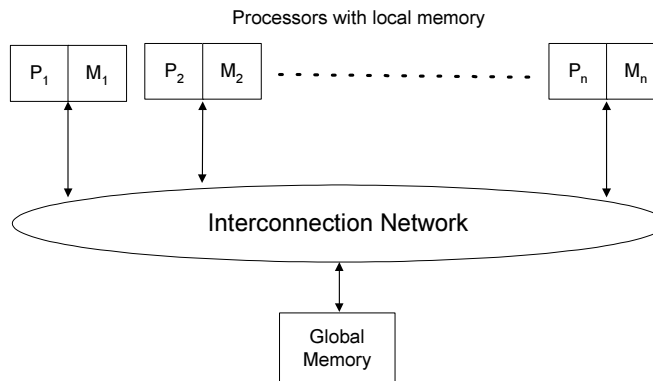 Processors with local memory
P1 M1 P2 M2 Pn Mn
Interconnection Network
Global
Memory